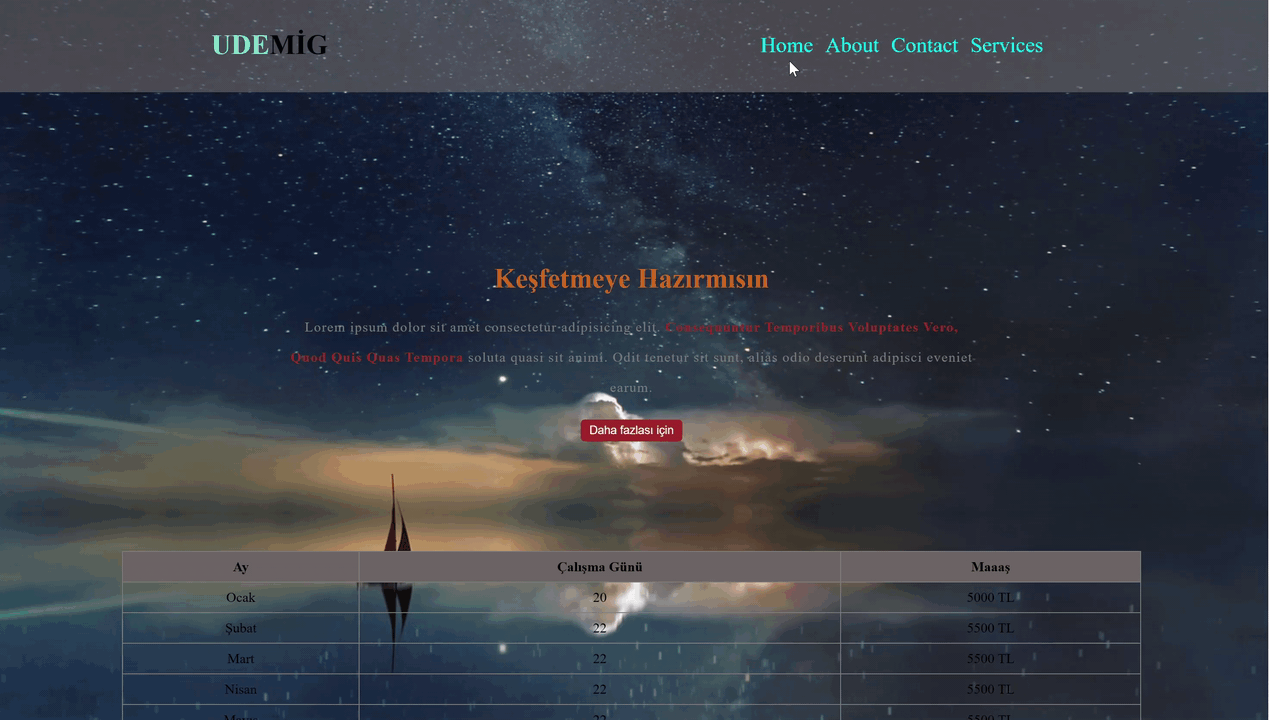 UDEMİG
Home About Contact Services
Keşfetmeye Hazırmısın
Lorem ipsum dolor sit amet consectetur adipisicing elit. Consequuntur Temporibus Voluptates Vero,
Quod Quis Quas Tempora soluta quasi sit animi. Odit tenetur sit sunt, alias odio deserunt adipisci eveniet
earum.
Daha fazlası için
Ay Çalışma Günü Maaaş
Ocak 20 5000 TL
Şubat 22 5500 TL
Mart 22 5500 TL
Nisan 22 5500 TL
22 5500 TL